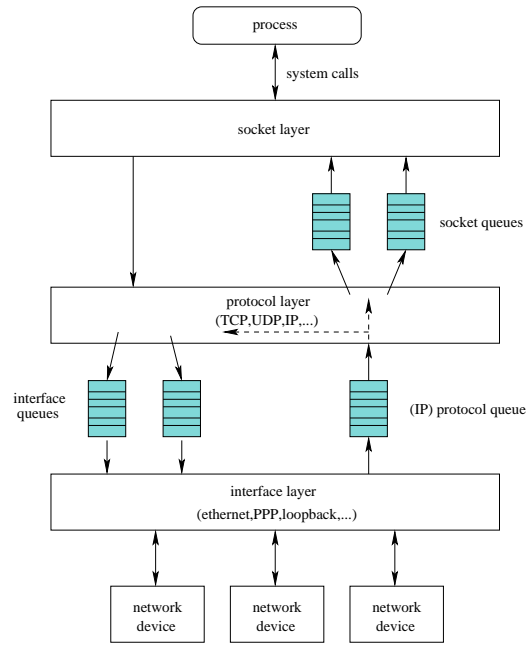 process
system calls
socket layer
socket queues
protocol layer
(TCP,UDP,IP,...)
interface
queues
(IP) protocol queue
interface layer
(ethernet,PPP,loopback,...)
network
device
network
device
network
device